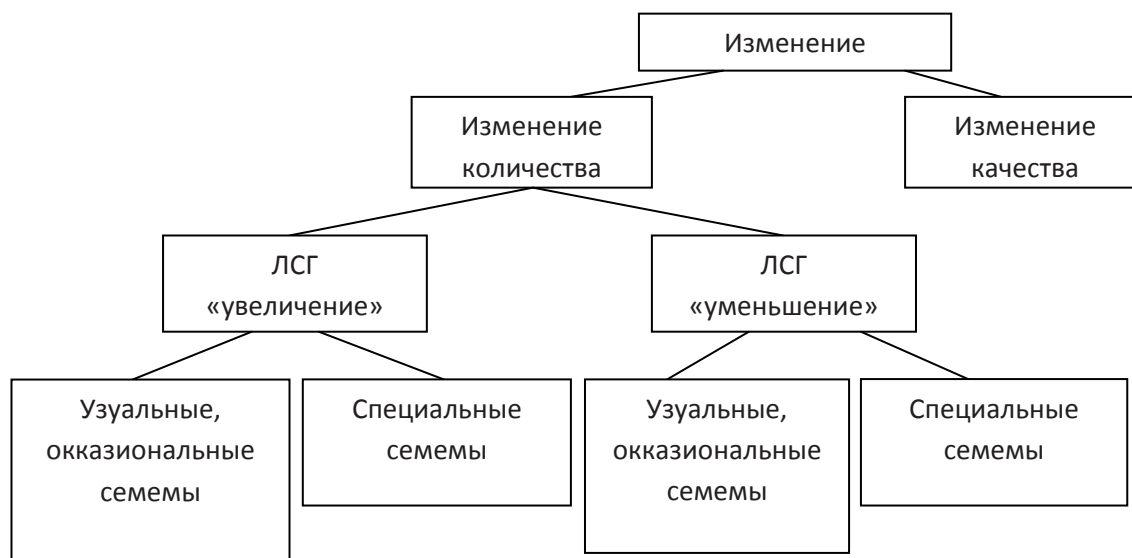 Изменение
Изменение
количества
Изменение
качества
ЛСГ
«увеличение»
ЛСГ
«уменьшение»
Узуальные,
окказиональные
семемы
Специальные
семемы
Узуальные,
окказиональные
семемы
Специальные
семемы